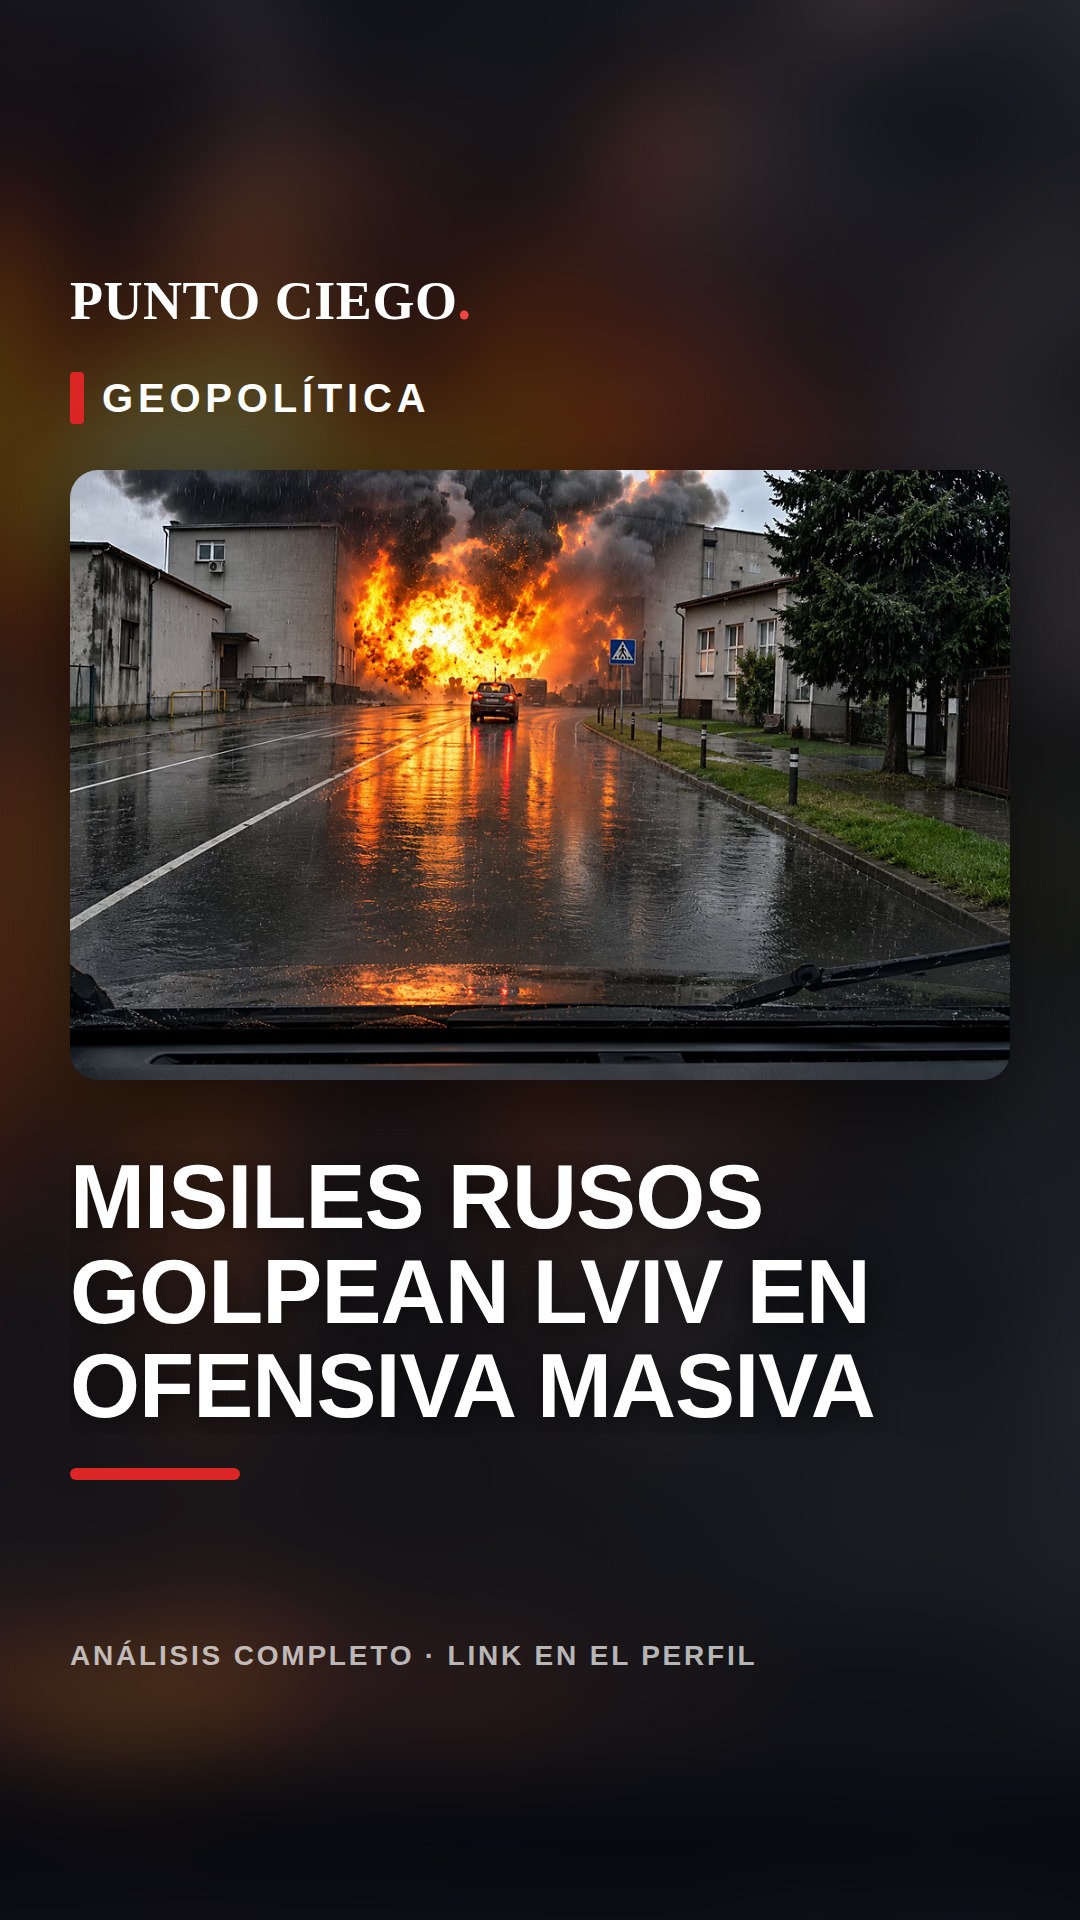 PUNTO CIEGO.
GEOPOLÍTICA
MISILES RUSOS
GOLPEAN LVIV EN
OFENSIVA MASIVA
ANÁLISIS COMPLETO · LINK EN EL PERFIL